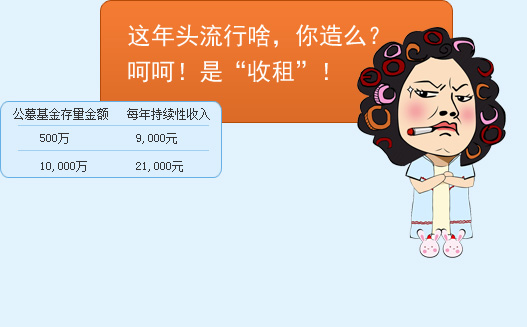 这年头流行啥，你造么？
呵呵！是“收租”！
公墓基金存量金额 每年持续性收入
500万 9,000元
10,000万 21,000元